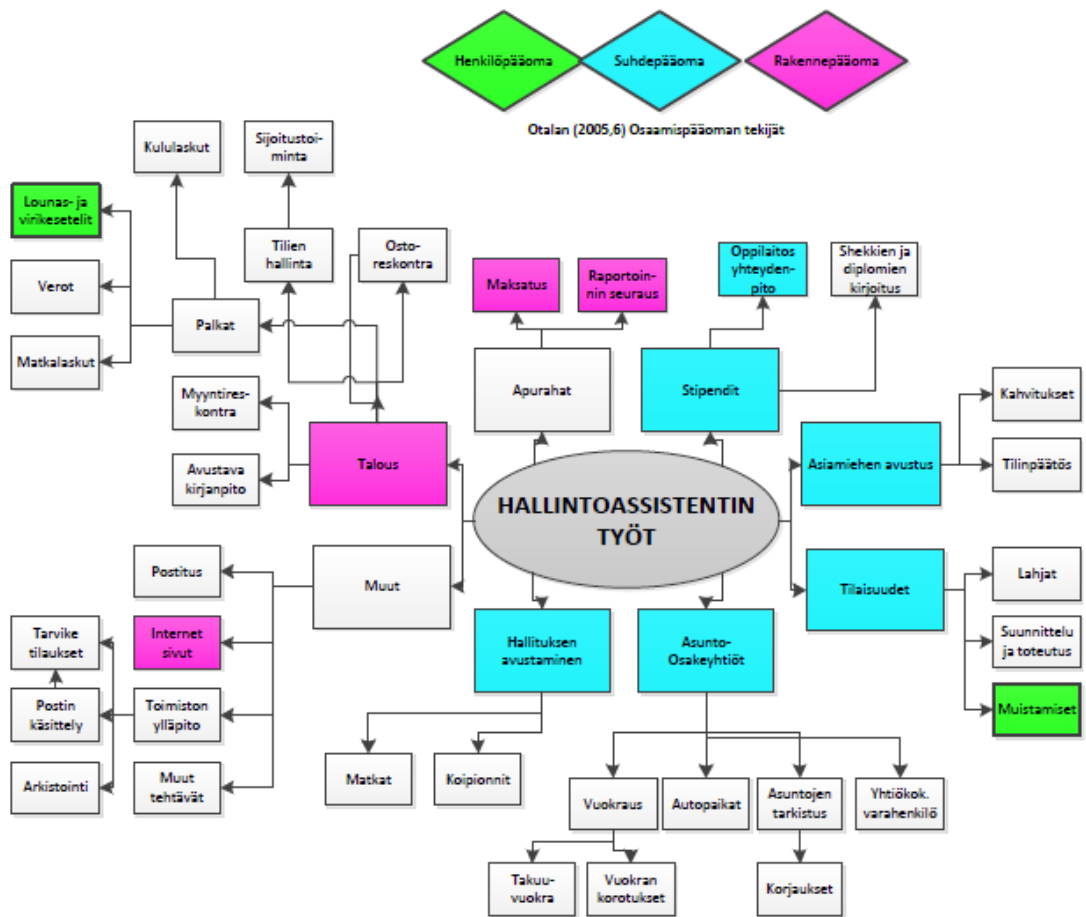 Henkilöpääoma
Suhdepääoma
Rakennepääoma
Otalan (2005,6) Osaamispääoman tekijät
Kululaskut
Sijoitustoi-
minta
Lounas- ja
virikesetelit
Tilien
hallinta
Osto-
reskontra
Verot
Palkat
Matkalaskut
Myyntires-
kontra
Avustava
kirjanpito
Talous
Maksatus
Raportoin-
nin seuraus
Apurahat
Oppilaitos
yhteyden-
pito
Shekkien ja
diplomien
kirjoitus
Stipendit
Asiamiehen avustus
Kahvitukset
Tilinpäätös
HALLINTOASSISTENTIN
TYÖT
Tilaisuudet
Lahjat
Suunnittelu
ja toteutus
Muistamiset
Muut
Postitus
Internet
sivut
Toimiston
ylläpito
Muut
tehtävät
Tarvike
tilaukset
Postin
käsittely
Arkistointi
Hallituksen
avustaminen
Matkat
Koipionnit
Asunto-
Osakeyhtiöt
Vuokraus
Autopaikat
Asuntojen
tarkistus
Yhtiökok.
varahenkilö
Takuu-
vuokra
Vuokran
korotukset
Korjaukset